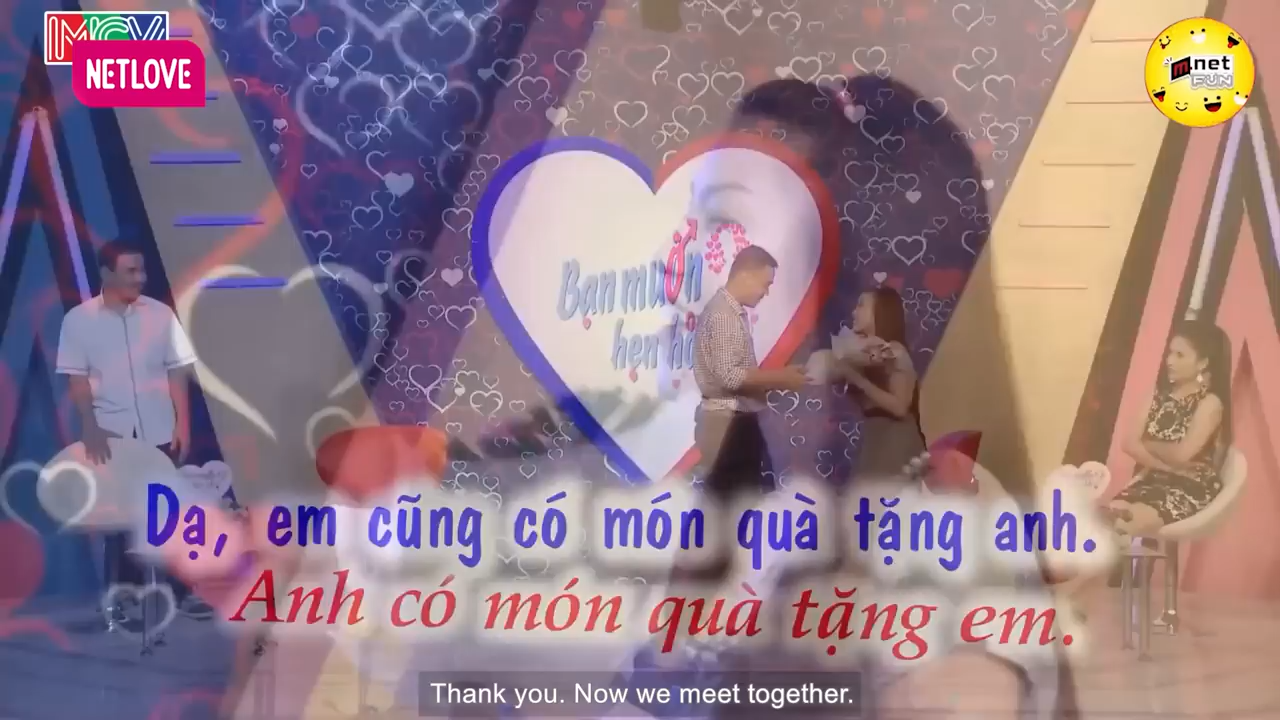 MCV
NETLOVE
mnet
FUN
Bạn muốn
hẹn hò
Dạ, em cũng có món quà tặng anh.
Anh có món quà tặng em.
Thank you. Now we meet together.